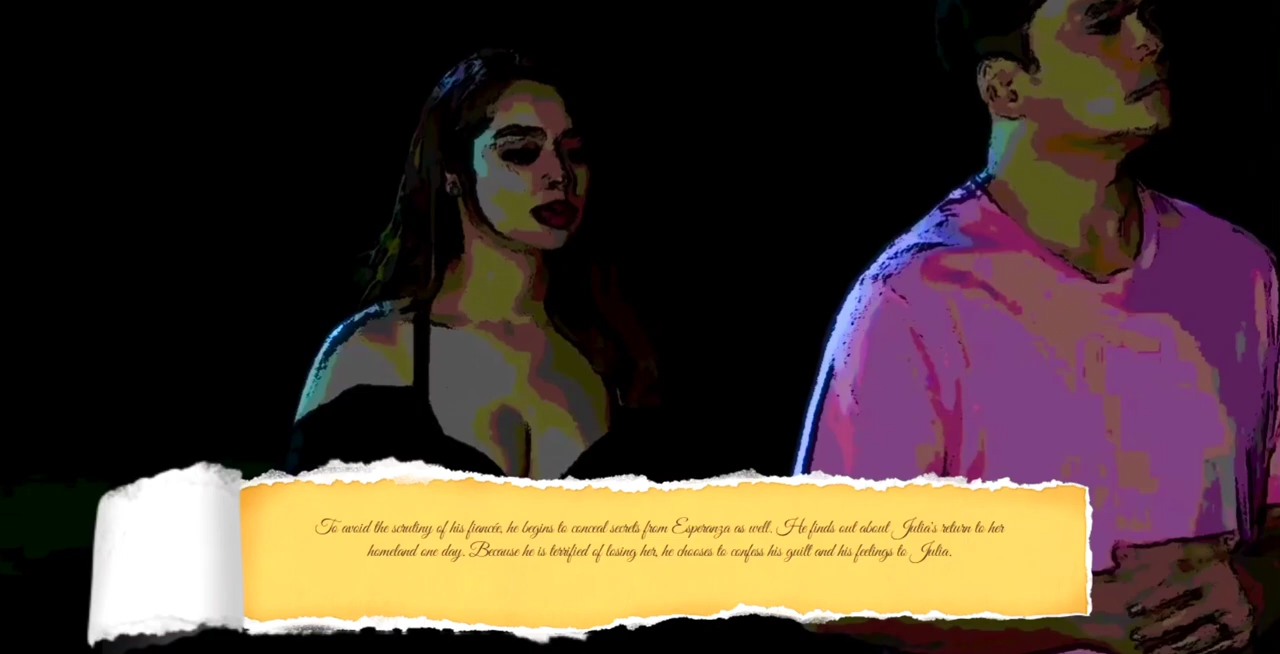 To avoid the scrutiny of his fiancée, he begins to conceal secrets from Esperanza as well. He finds out about Julia's return to her
homeland one day. Because he is terrified of losing her, he chooses to confess his guilt and his feelings to Julia.